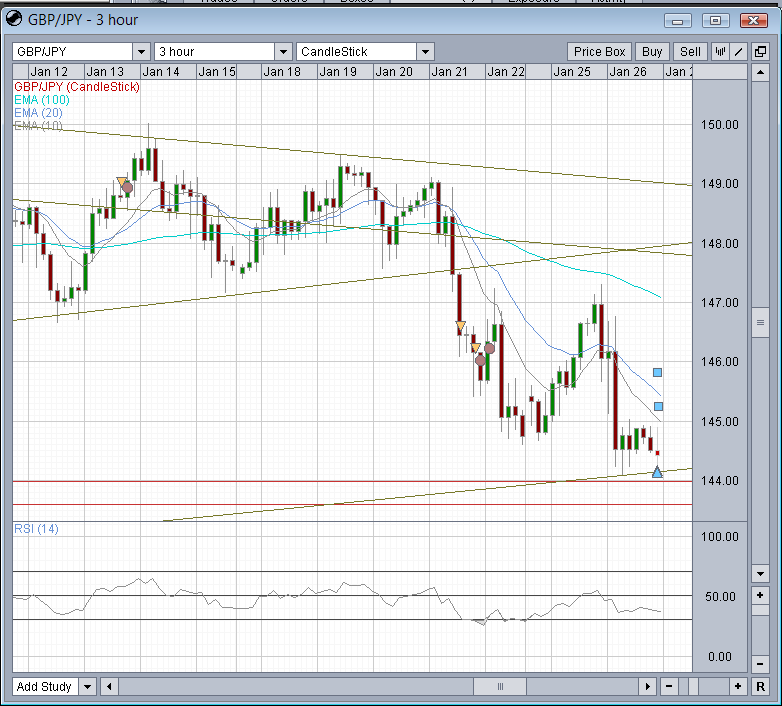 GBP/JPY - 3 hour
GBP/JPY 3 hour CandleStick Price Box Buy Sell
Jan 12 Jan 13 Jan 14 Jan 15 Jan 18 Jan 19 Jan 20 Jan 21 Jan 22 Jan 25 Jan 26 Jan 2
GBP/JPY (CandleStick)
EMA (100)
EMA (20)
EMA (10)
150.00
149.00
148.00
147.00
146.00
145.00
144.00
RSI (14)
100.00
50.00
0.00
Add Study R